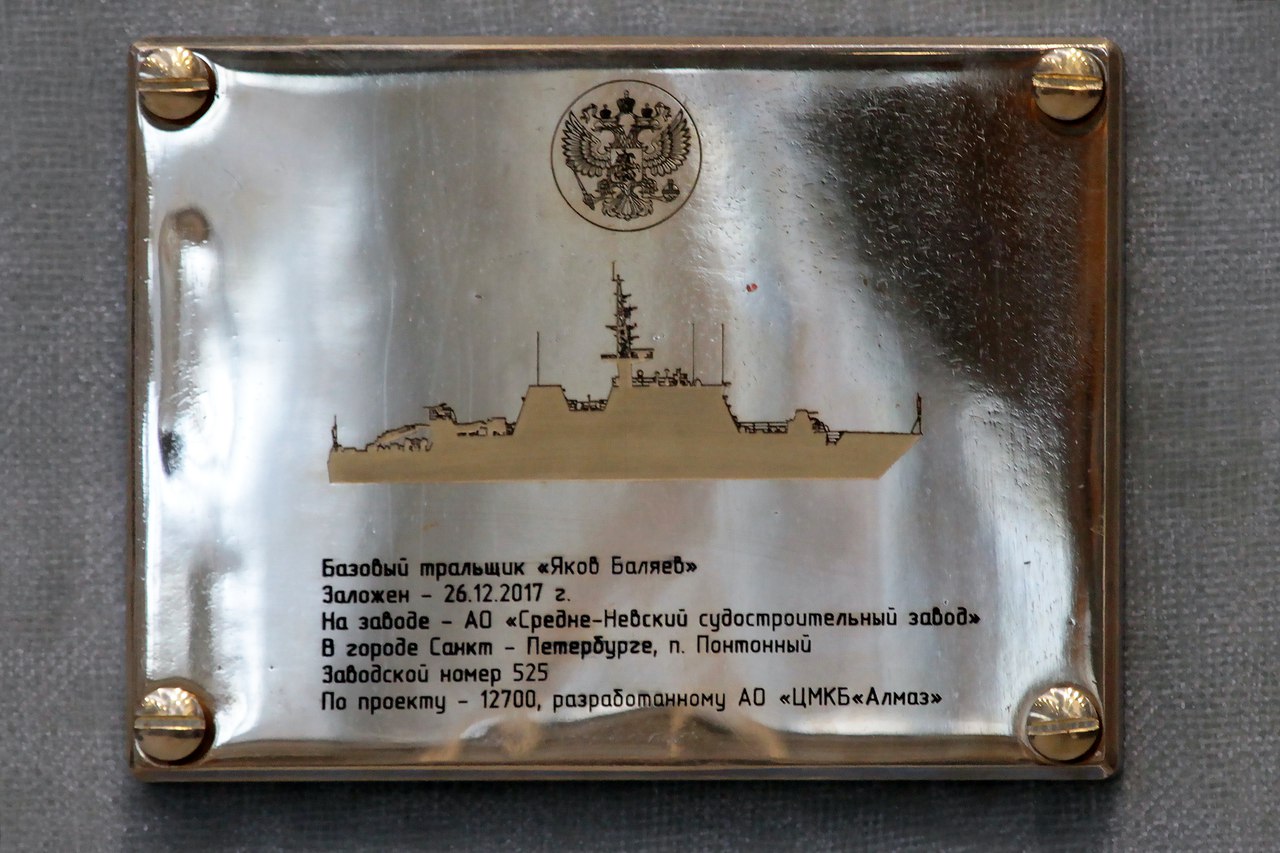 Базовый тральщик «Яков Баляев»
Заложен – 26.12.2017 г.
На заводе – АО «Средне-Невский судостроительный завод»
В городе Санкт – Петербурге, п. Понтонный
Заводской номер 525
По проекту – 12700, разработанному АО «ЦМКБ«Алмаз»